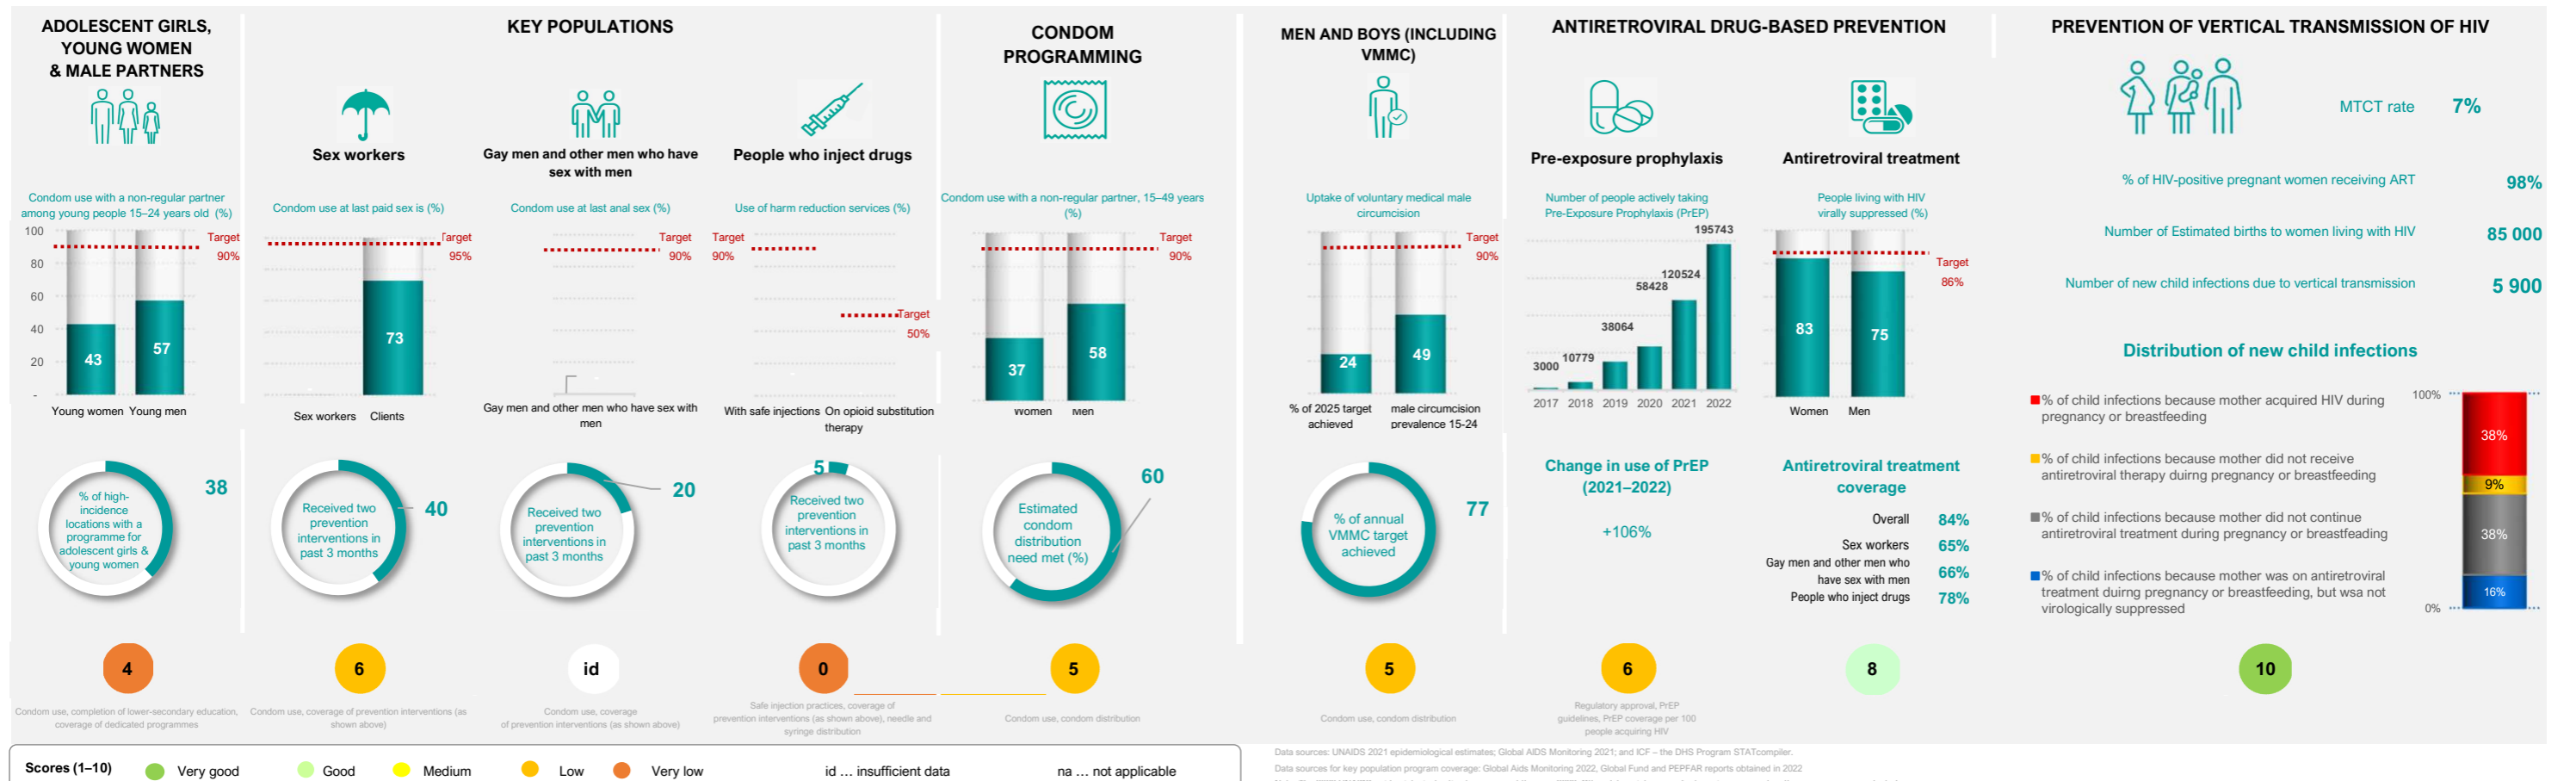 ADOLESCENT GIRLS,
YOUNG WOMEN
& MALE PARTNERS
Condom use with a non-regular partner
among young people 15–24 years old (%)
100
80
60
40
20
-
Target
90%
43
57
Young women Young men
% of high-
incidence
locations with a
programme for
adolescent girls &
young women
38
4
Condom use, completion of lower-secondary education,
coverage of dedicated programmes
KEY POPULATIONS
Sex workers
Condom use at last paid sex is (%)
Target
95%
73
Sex workers Clients
Received two
prevention
interventions in
past 3 months
40
6
Condom use, coverage of prevention interventions (as
shown above)
Gay men and other men who have
sex with men
Condom use at last anal sex (%)
Target
90%
Gay men and other men who have sex with
men
Received two
prevention
interventions in
past 3 months
20
id
Condom use, coverage
of prevention interventions (as shown above)
People who inject drugs
Use of harm reduction services (%)
Target
90%
Target
50%
With safe injections On opioid substitution
therapy
5
Received two
prevention
interventions in
past 3 months
0
Safe injection practices, coverage of
prevention interventions (as shown above), needle and
syringe distribution
CONDOM
PROGRAMMING
Condom use with a non-regular partner, 15–49 years
(%)
Target
90%
37
58
Women Men
Estimated
condom
distribution
need met (%)
60
5
Condom use, condom distribution
MEN AND BOYS (INCLUDING
VMMC)
Uptake of voluntary medical male
circumcision
Target
90%
24
49
% of 2025 target
achieved
male circumcision
prevalence 15-24
% of annual
VMMC target
achieved
77
5
Condom use, condom distribution
ANTIRETROVIRAL DRUG-BASED PREVENTION
Pre-exposure prophylaxis
Number of people actively taking
Pre-Exposure Prophylaxis (PrEP)
3000
10779
38064
58428
120524
195743
2017 2018 2019 2020 2021 2022
Change in use of PrEP
(2021–2022)
+106%
6
Regulatory approval, PrEP
guidelines, PrEP coverage per 100
people acquiring HIV
Antiretroviral treatment
People living with HIV
virally suppressed (%)
Target
86%
83
75
Women Men
Antiretroviral treatment
coverage
Overall 84%
Sex workers 65%
Gay men and other men who
have sex with men 66%
People who inject drugs 78%
8
PREVENTION OF VERTICAL TRANSMISSION OF HIV
MTCT rate 7%
% of HIV-positive pregnant women receiving ART 98%
Number of Estimated births to women living with HIV 85 000
Number of new child infections due to vertical transmission 5 900
Distribution of new child infections
% of child infections because mother acquired HIV during
pregnancy or breastfeeding
% of child infections because mother did not receive
antiretroviral therapy duirng pregnancy or breastfeeding
% of child infections because mother did not continue
antiretroviral treatment during pregnancy or breastfeading
% of child infections because mother was on antiretroviral
treatment duirng pregnancy or breastfeeding, but wsa not
virologically suppressed
100%
0%
38%
9%
38%
16%
10
Scores (1–10) Very good Good Medium Low Very low id ... insufficient data na ... not applicable
Data sources: UNAIDS 2021 epidemiological estimates; Global AIDS Monitoring 2021; and ICF – the DHS Program STATcompiler.
Data sources for key population program coverage: Global Aids Monitoring 2022, Global Fund and PEPFAR reports obtained in 2022